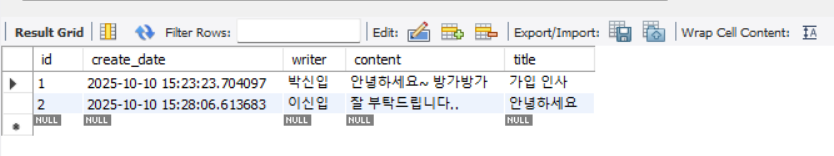 Result Grid Filter Rows: Edit: Export/Import: Wrap Cell Content: IA
id create_date writer content title
1 2025-10-10 15:23:23.704097 박신입 안녕하세요~ 방가방가 가입 인사
2 2025-10-10 15:28:06.613683 이신입 잘 부탁드립니다.. 안녕하세요
NULL NULL NULL NULL NULL